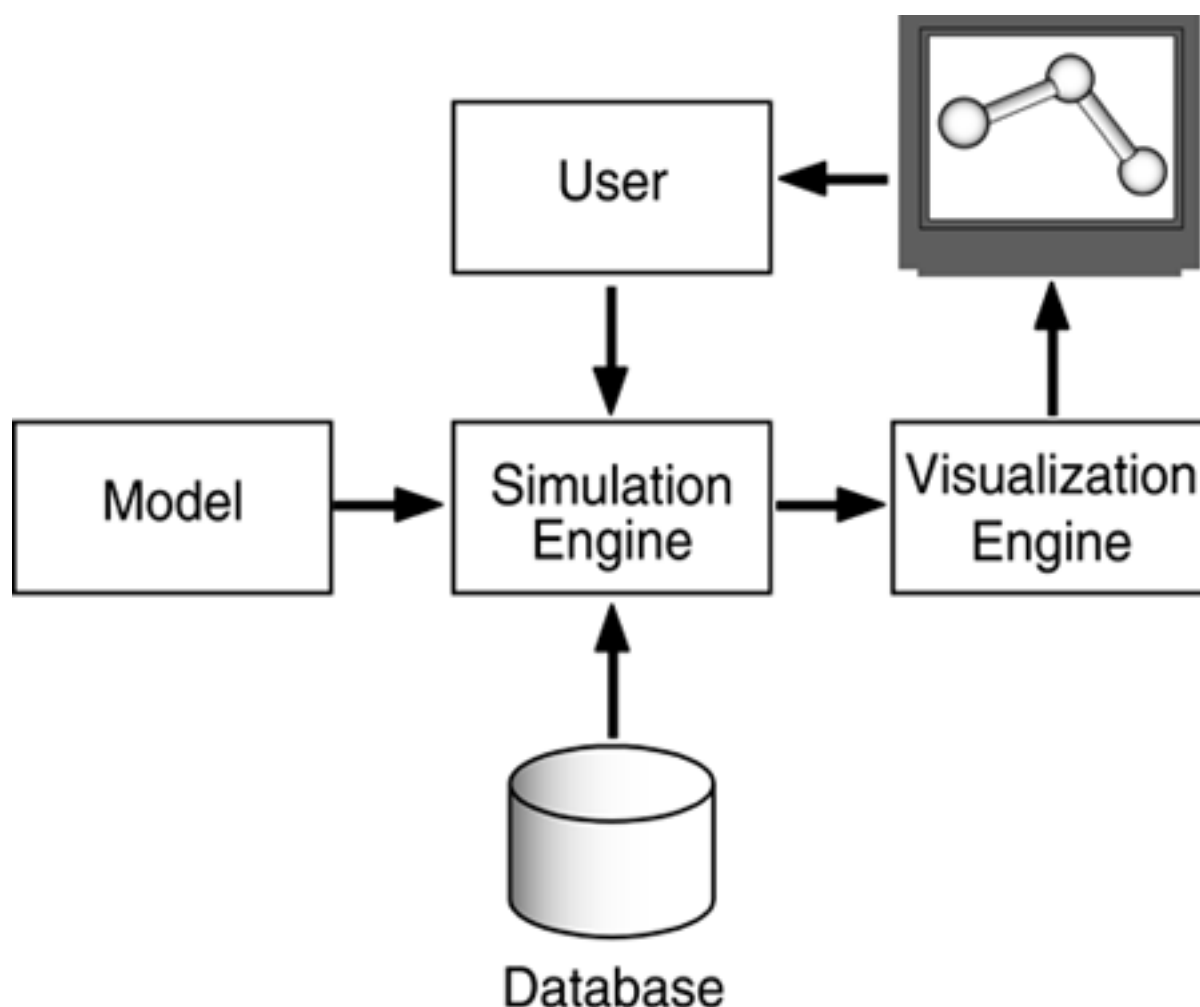 User
Model
Simulation
Engine
Visualization
Engine
Database